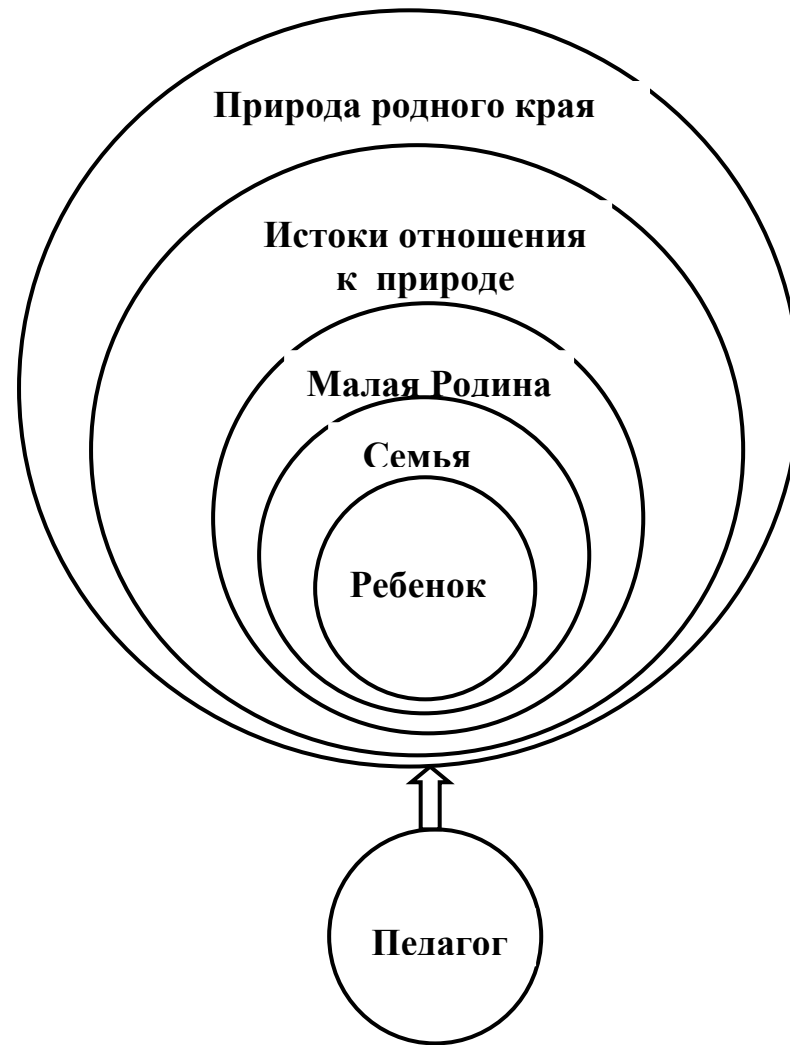 Природа родного края
Истоки отношения
к природе
Малая Родина
Семья
Ребенок
Педагог